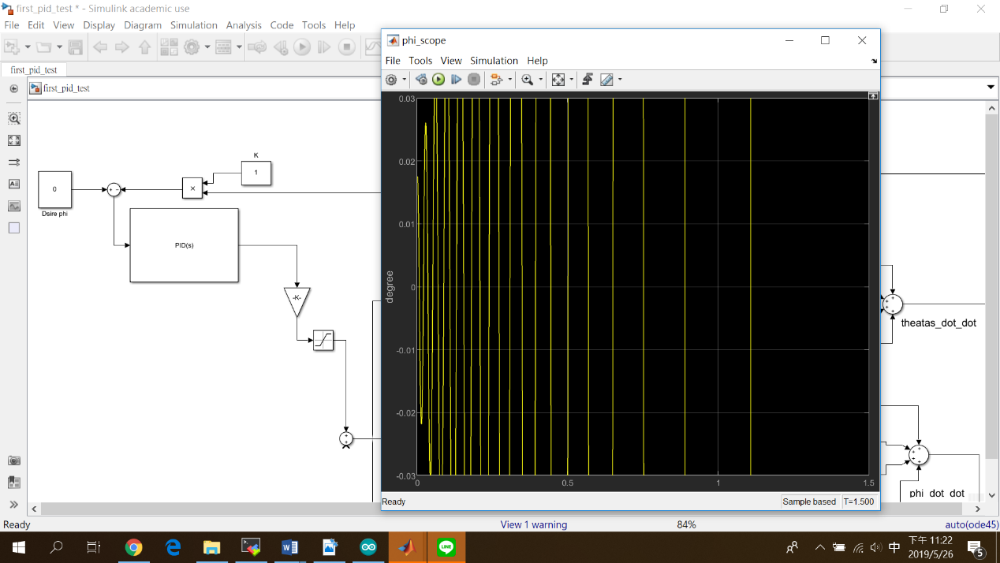 first_pid_test * - Simulink academic use
File Edit View Display Diagram Simulation Analysis Code Tools Help
first_pid_test
first_pid_test
K
1
0
Dsire phi
+ -
×
PID(s)
-K-
phi_scope
File Tools View Simulation Help
degree
0.03
0.02
0.01
0
-0.01
-0.02
-0.03
0 0.5 1 1.5
Ready Sample based T=1.500
theatas_dot_dot
phi_dot_dot
Ready View 1 warning 84% auto(ode45)
LINE
中
下午 11:22
2019/5/26
5